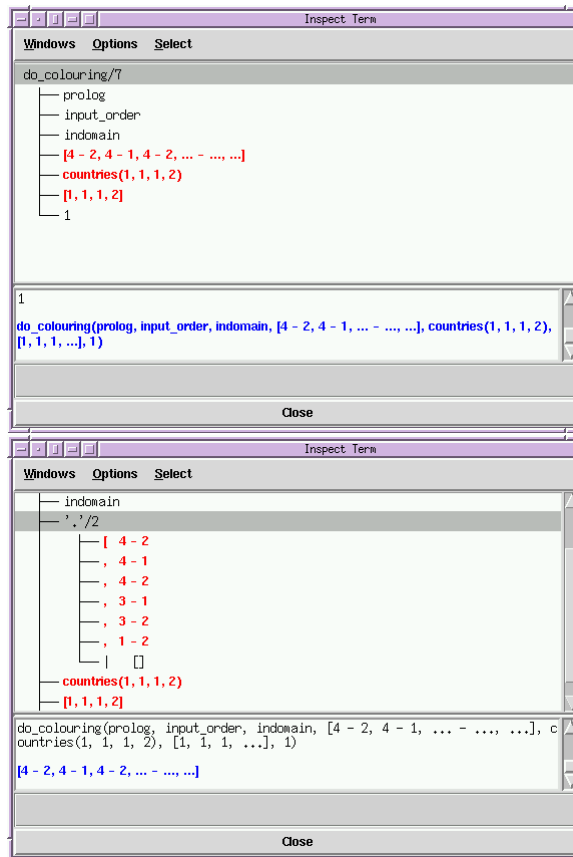 Inspect Term
Windows Options Select
do_colouring/7
prolog
input_order
indomain
[4 - 2, 4 - 1, 4 - 2, ... - ..., ...]
countries(1, 1, 1, 2)
[1, 1, 1, 2]
1
1
do_colouring(prolog, input_order, indomain, [4 - 2, 4 - 1, ... - ..., ...], countries(1, 1, 1, 2),
[1, 1, 1, ...], 1)
Close
Inspect Term
Windows Options Select
indomain
'.'/2
[ 4 - 2
, 4 - 1
, 4 - 2
, 3 - 1
, 3 - 2
, 1 - 2
| []
countries(1, 1, 1, 2)
[1, 1, 1, 2]
do_colouring(prolog, input_order, indomain, [4 - 2, 4 - 1, ... - ..., ...], c
ountries(1, 1, 1, 2), [1, 1, 1, ...], 1)
[4 - 2, 4 - 1, 4 - 2, ... - ..., ...]
Close